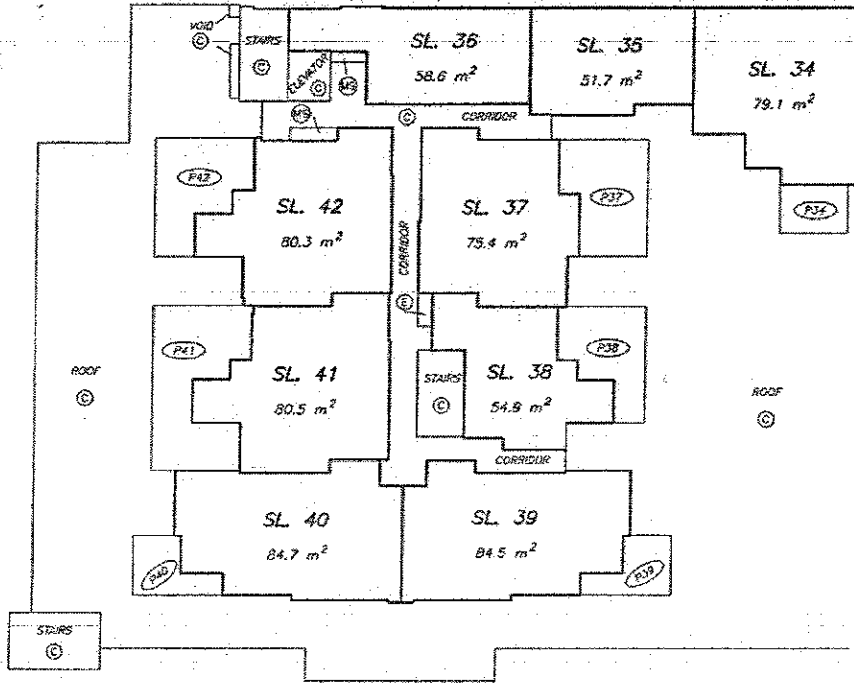 VOID
C
STAIRS
C
ELEVATOR
C
MS
MS
SL. 36
58.6 m²
SL. 35
51.7 m²
SL. 34
79.1 m²
C
CORRIDOR
P42
SL. 42
80.3 m²
CORRIDOR
SL. 37
75.4 m²
P37
P34
E
P41
SL. 41
80.5 m²
STAIRS
C
SL. 38
54.9 m²
P38
ROOF
C
ROOF
C
CORRIDOR
SL. 40
84.7 m²
SL. 39
84.5 m²
P40
P39
STAIRS
C